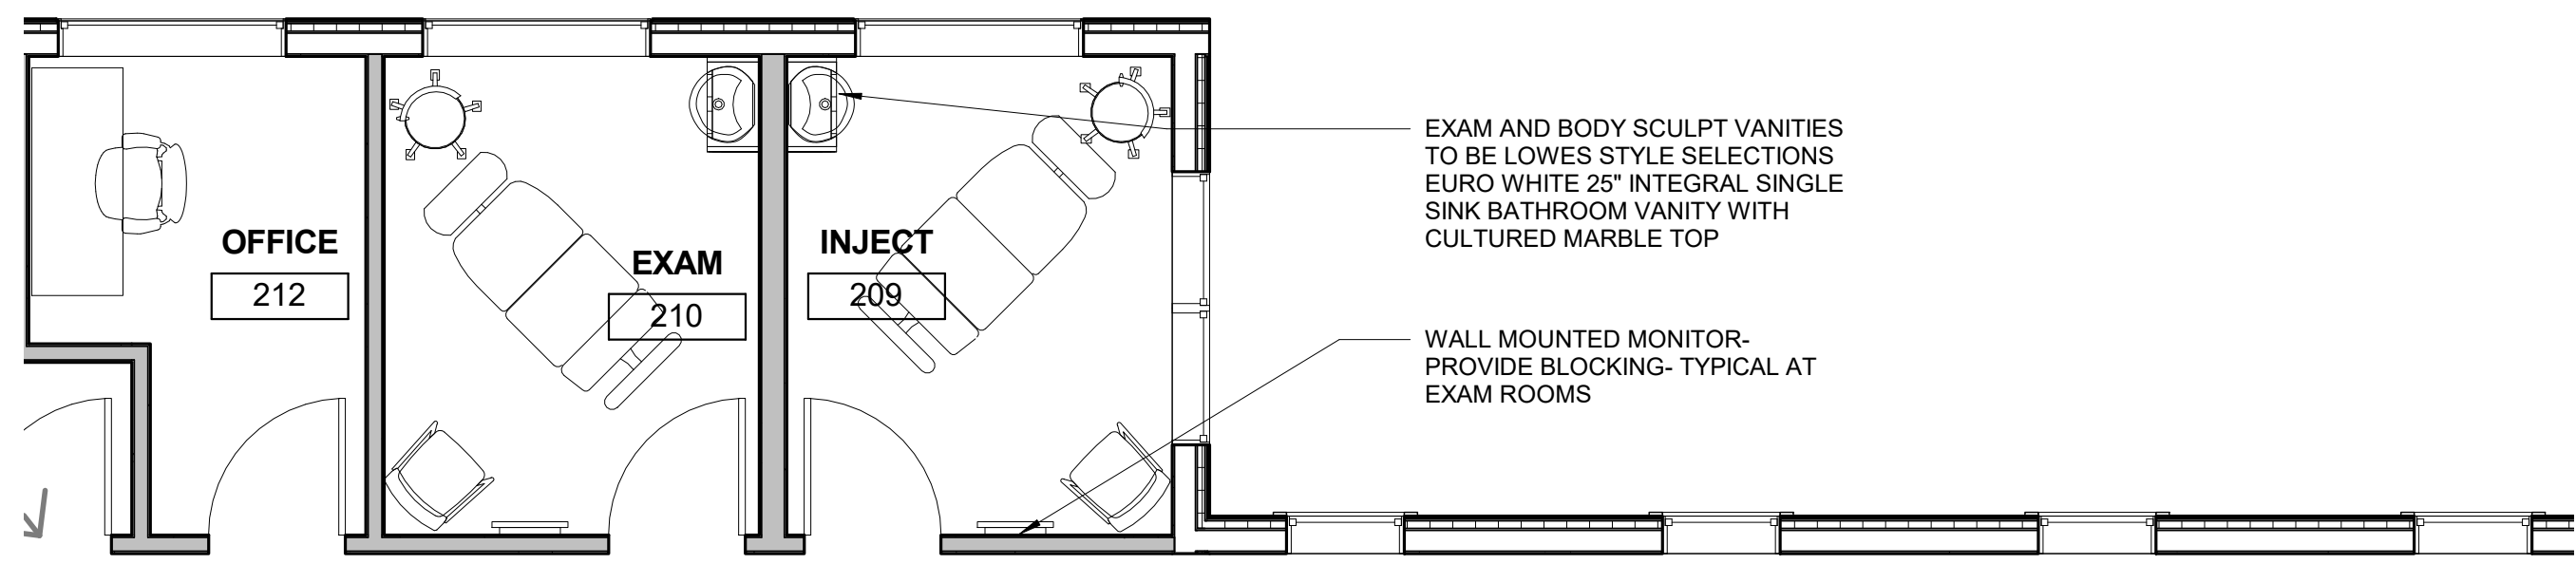 OFFICE
212
EXAM
210
INJECT
209
EXAM AND BODY SCULPT VANITIES
TO BE LOWES STYLE SELECTIONS
EURO WHITE 25" INTEGRAL SINGLE
SINK BATHROOM VANITY WITH
CULTURED MARBLE TOP
WALL MOUNTED MONITOR-
PROVIDE BLOCKING- TYPICAL AT
EXAM ROOMS